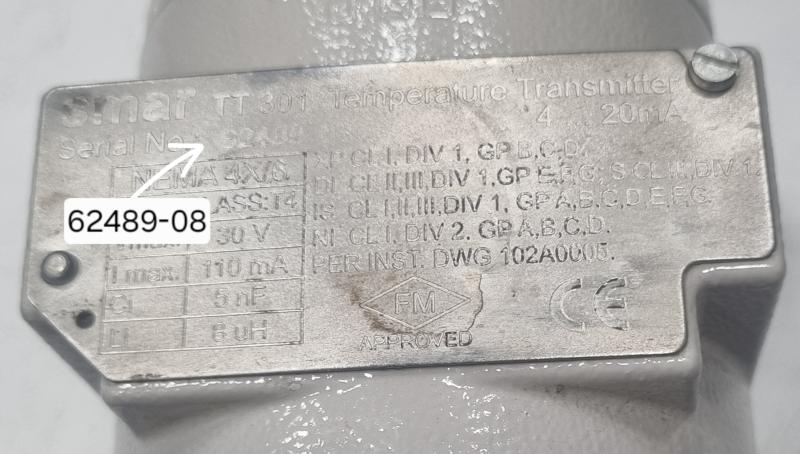 smar TT 301 Temperature Transmitter
4 20mA
Serial No.:
62489-08
NEMA 4X/6
ASS: T4
30 V
I max. 110 mA
Ci 5 nF
Li 8 uH
XP CL I, DIV 1, GP B,C,D.
DI CL II,III, DIV 1, GP E,F,G; S CL III, DIV 1.
IS CL I,II,III, DIV 1, GP A,B,C,D,E,F,G.
NI CL I, DIV 2, GP A,B,C,D.
PER INST. DWG 102A0005.
FM
APPROVED
CE